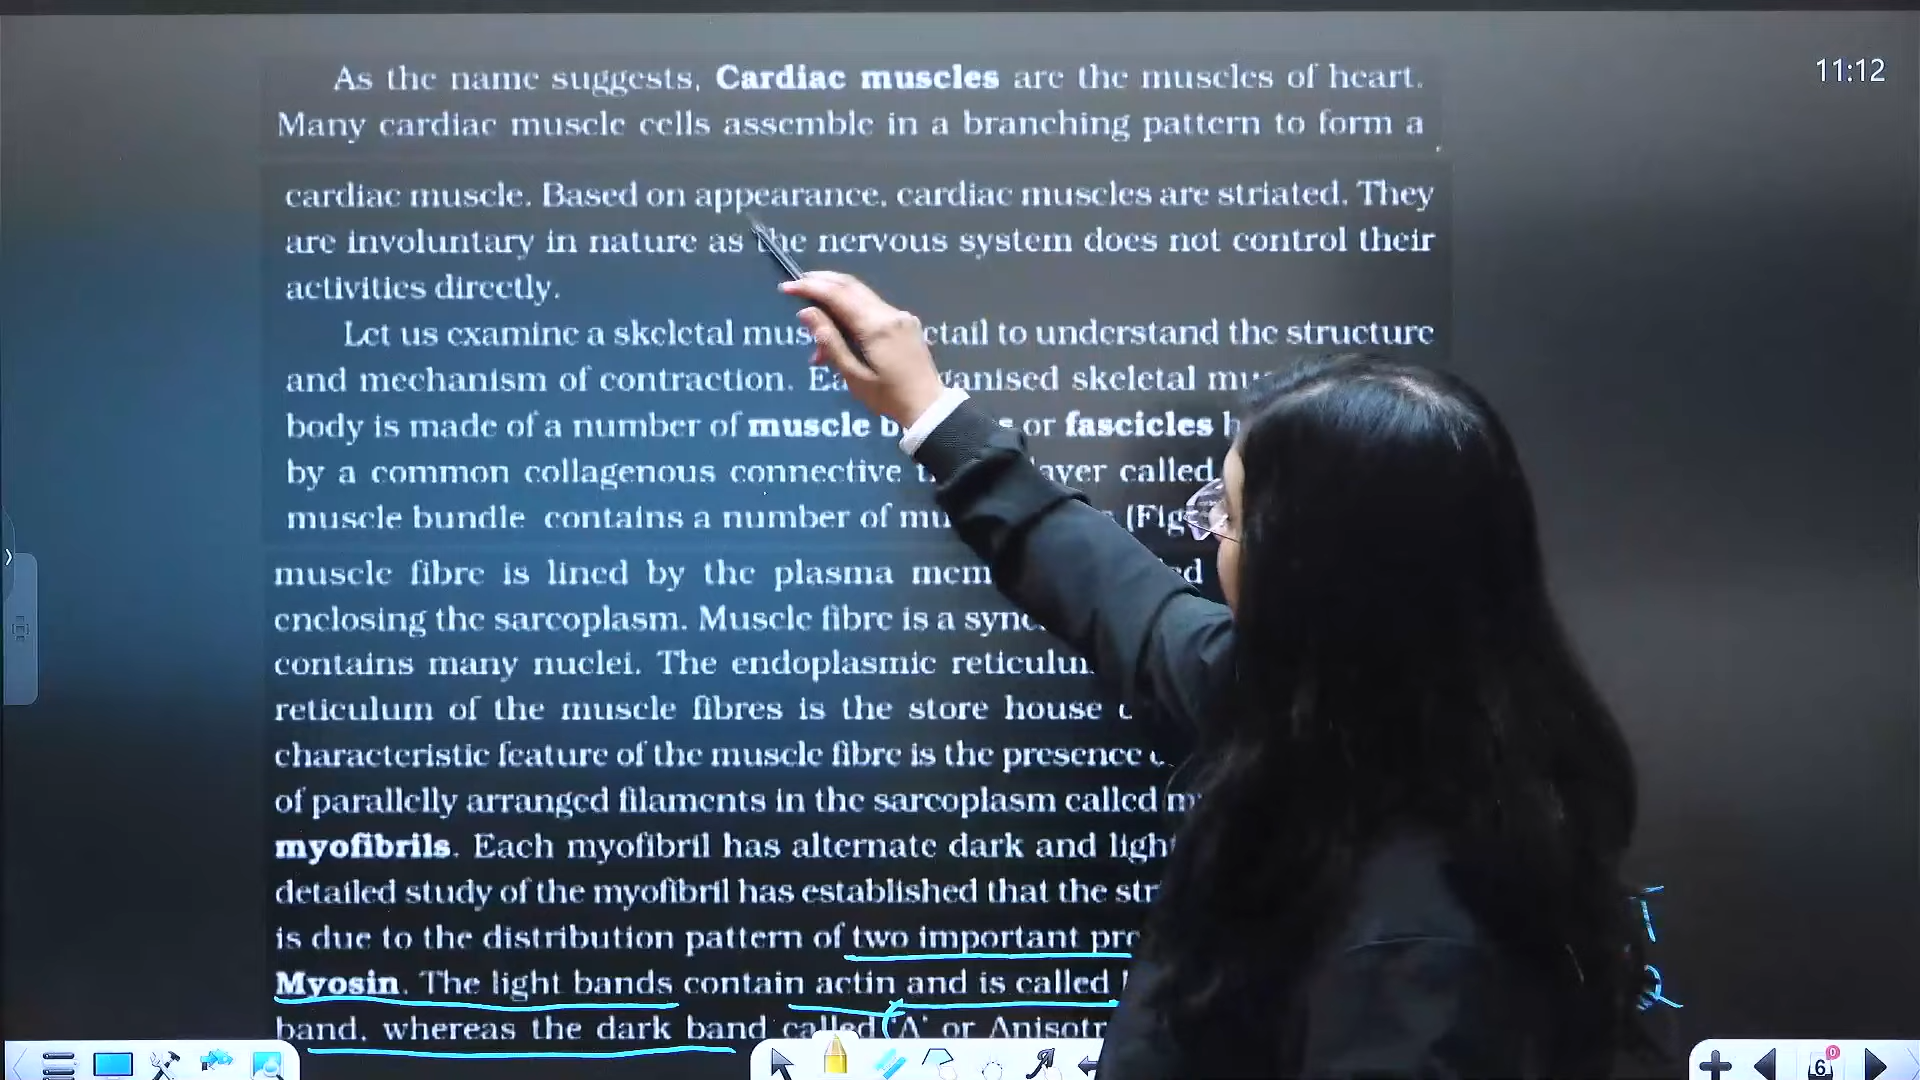 11:12
As the name suggests, Cardiac muscles are the muscles of heart.
Many cardiac muscle cells assemble in a branching pattern to form a
cardiac muscle. Based on appearance, cardiac muscles are striated. They
are involuntary in nature as the nervous system does not control their
activities directly.
Let us examine a skeletal etail to understand the structure
and mechanism of contraction. ganised skeletal
body is made of a number of muscle or fascicles
by a common collagenous connective layer called
muscle bundle contains a number of (Fig
muscle fibre is lined by the plasma
enclosing the sarcoplasm. Muscle fibre is a
contains many nuclei. The endoplasmic
reticulum of the muscle fibres is the store house
characteristic feature of the muscle fibre is the presence
of parallelly arranged filaments in the sarcoplasm called
myofibrils. Each myofibril has alternate dark and light
detailed study of the myofibril has established that the
is due to the distribution pattern of two important
Myosin. The light bands contain actin and is called
band, whereas the dark band called 'A' or
6
0